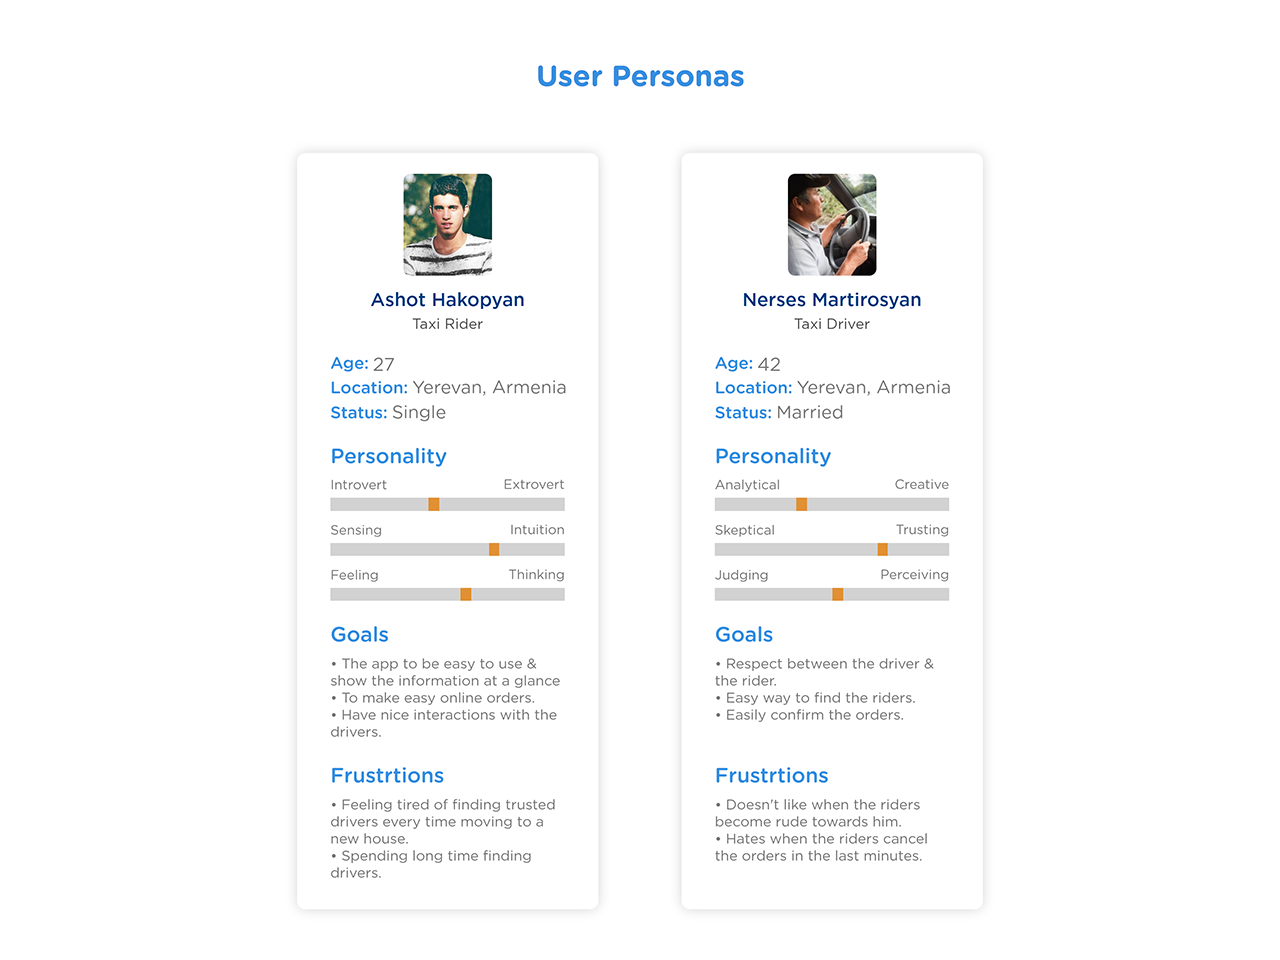 User Personas
Ashot Hakopyan
Taxi Rider
Age: 27
Location: Yerevan, Armenia
Status: Single
Personality
Introvert Extrovert
Sensing Intuition
Feeling Thinking
Goals
• The app to be easy to use &
show the information at a glance
• To make easy online orders.
• Have nice interactions with the
drivers.
Frustrtions
• Feeling tired of finding trusted
drivers every time moving to a
new house.
• Spending long time finding
drivers.
Nerses Martirosyan
Taxi Driver
Age: 42
Location: Yerevan, Armenia
Status: Married
Personality
Analytical Creative
Skeptical Trusting
Judging Perceiving
Goals
• Respect between the driver &
the rider.
• Easy way to find the riders.
• Easily confirm the orders.
Frustrtions
• Doesn't like when the riders
become rude towards him.
• Hates when the riders cancel
the orders in the last minutes.